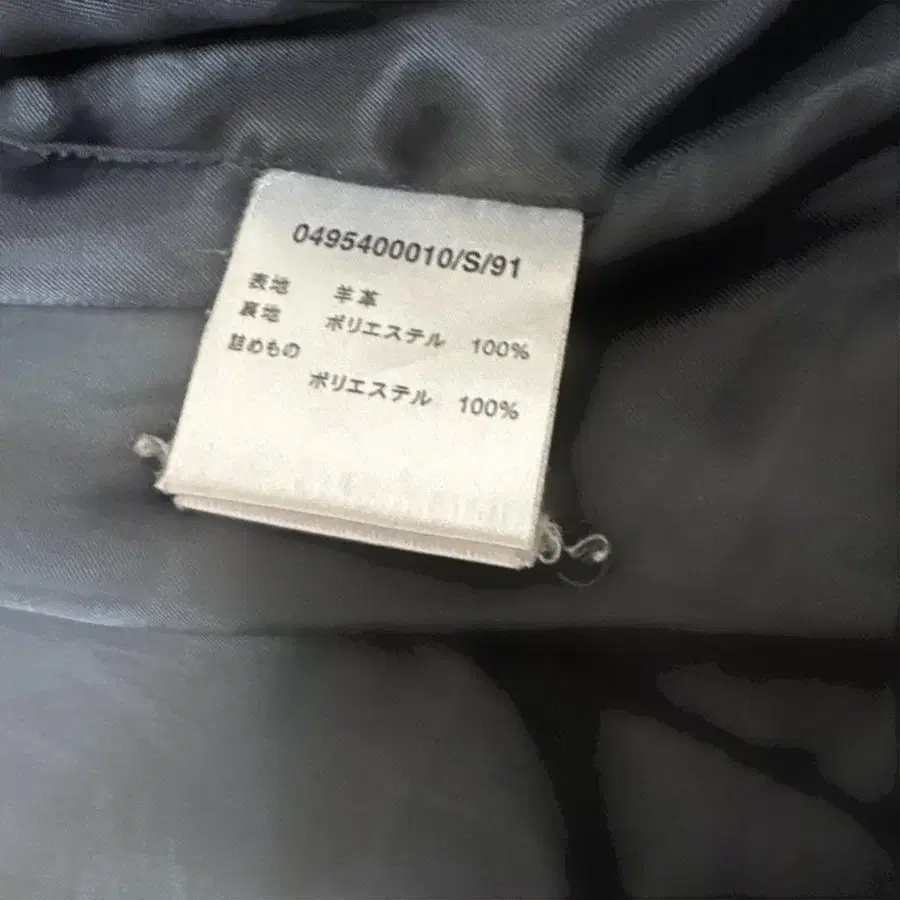 0495400010/S/91
表地 羊革
裏地 ポリエステル 100%
詰めもの
ポリエステル 100%